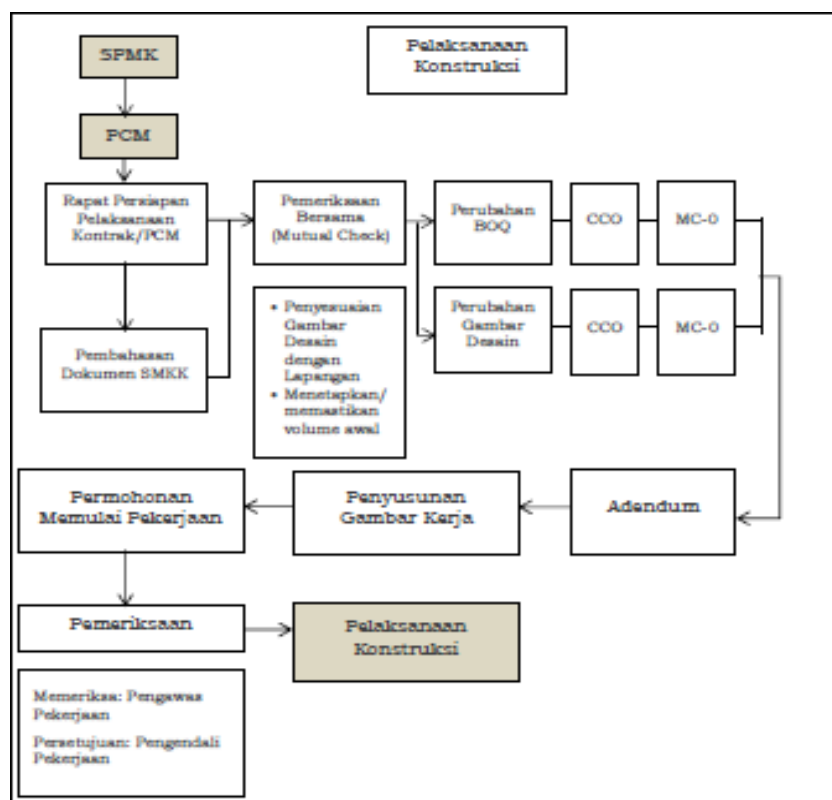 SPMK
Pelaksanaan
Konstruksi
PCM
Rapat Persiapan
Pelaksanaan
Kontrak/PCM
Pemeriksaan
Bersama
(Mutual Check)
Perubahan
BOQ
CCO
MC-0
• Penyesuaian
Gambar
Desain
dengan
Lapangan
• Menetapkan/
memastikan
volume awal
Perubahan
Gambar
Desain
CCO
MC-0
Pembahasan
Dokumen SMKK
Permohonan
Memulai Pekerjaan
Penyusunan
Gambar Kerja
Adendum
Pemeriksaan
Pelaksanaan
Konstruksi
Memeriksa: Pengawas
Pekerjaan
Persetujuan: Pengendali
Pekerjaan